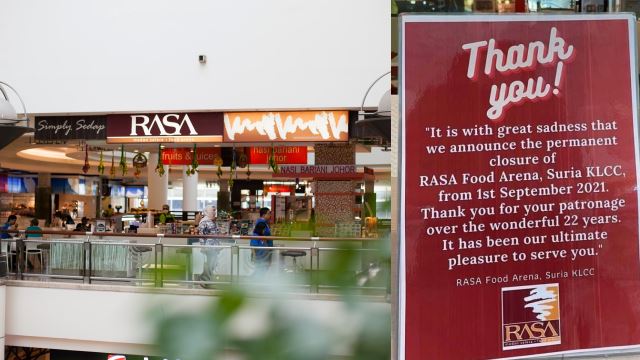 Simply Sedap
RASA
fruits & juices
nasi bariani
johor
NASI BARIANI JOHOR
Thank
you!
"It is with great sadness that
we announce the permanent
closure of
RASA Food Arena, Suria KLCC,
from 1st September 2021.
Thank you for your patronage
over the wonderful 22 years.
It has been our ultimate
pleasure to serve you."
RASA Food Arena, Suria KLCC
RASA